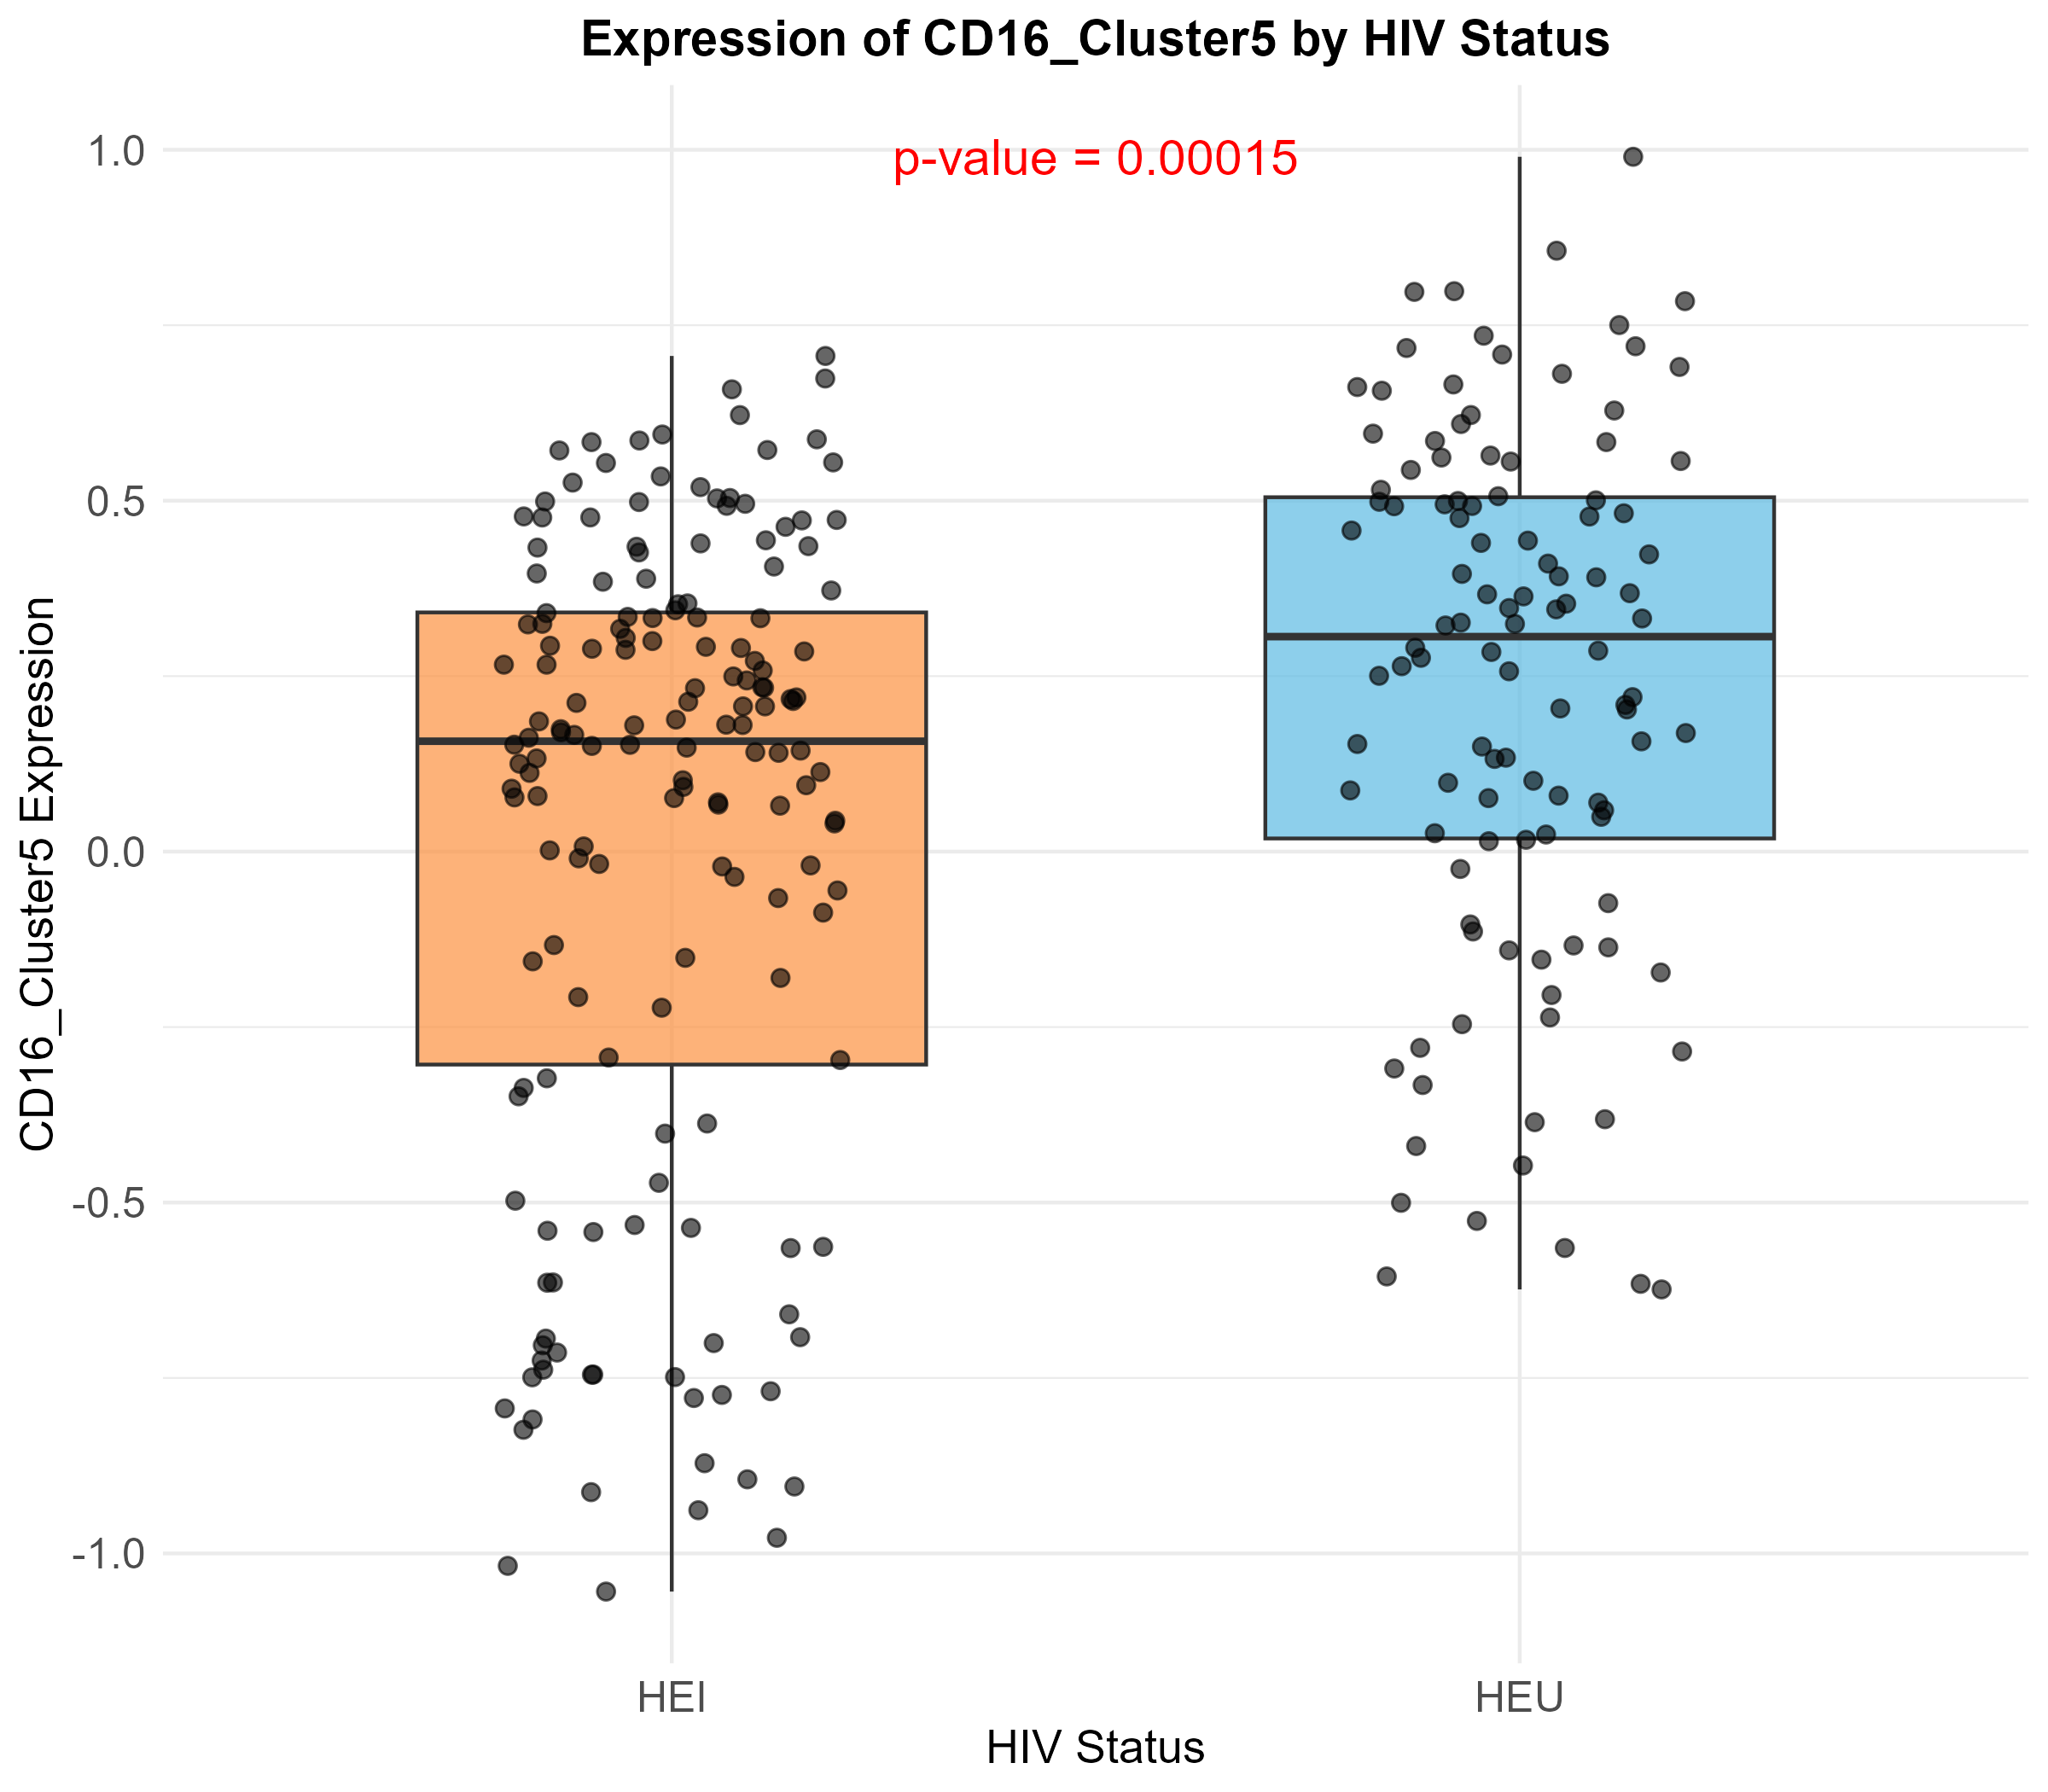 Expression of CD16_Cluster5 by HIV Status
p-value = 0.00015
1.0
0.5
0.0
-0.5
-1.0
CD16_Cluster5 Expression
HEI
HEU
HIV Status